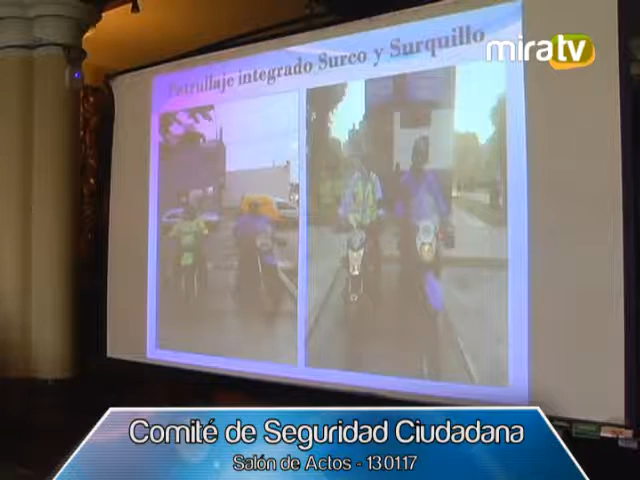 miratv
Patrullaje integrado Surco y Surquillo
Comité de Seguridad Ciudadana
Salón de Actos - 130117